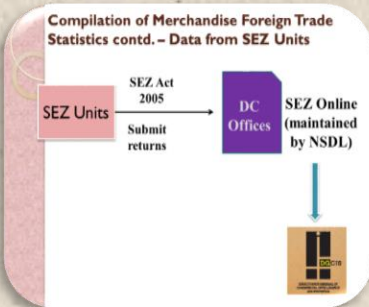 Compilation of Merchandise Foreign Trade
Statistics contd. – Data from SEZ Units
SEZ Units
SEZ Act
2005
Submit
returns
DC
Offices
SEZ Online
(maintained
by NSDL)